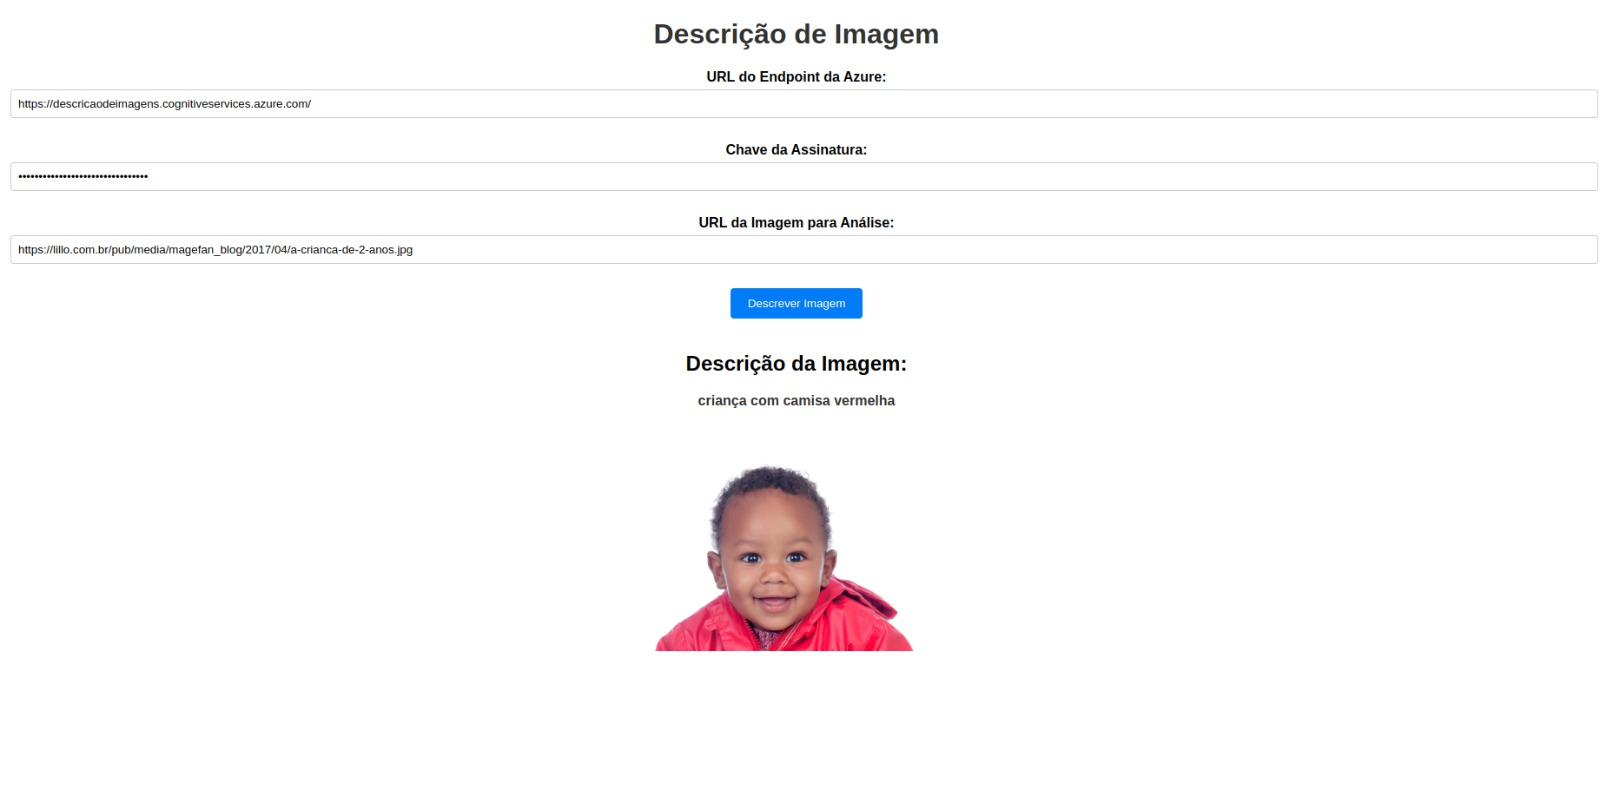 Descrição de Imagem
URL do Endpoint da Azure:
https://descricaodeimagens.cognitiveservices.azure.com/
Chave da Assinatura:
••••••••••••••••••••••••••••••••
URL da Imagem para Análise:
https://lillo.com.br/pub/media/magefan_blog/2017/04/a-crianca-de-2-anos.jpg
Descrever Imagem
Descrição da Imagem:
criança com camisa vermelha